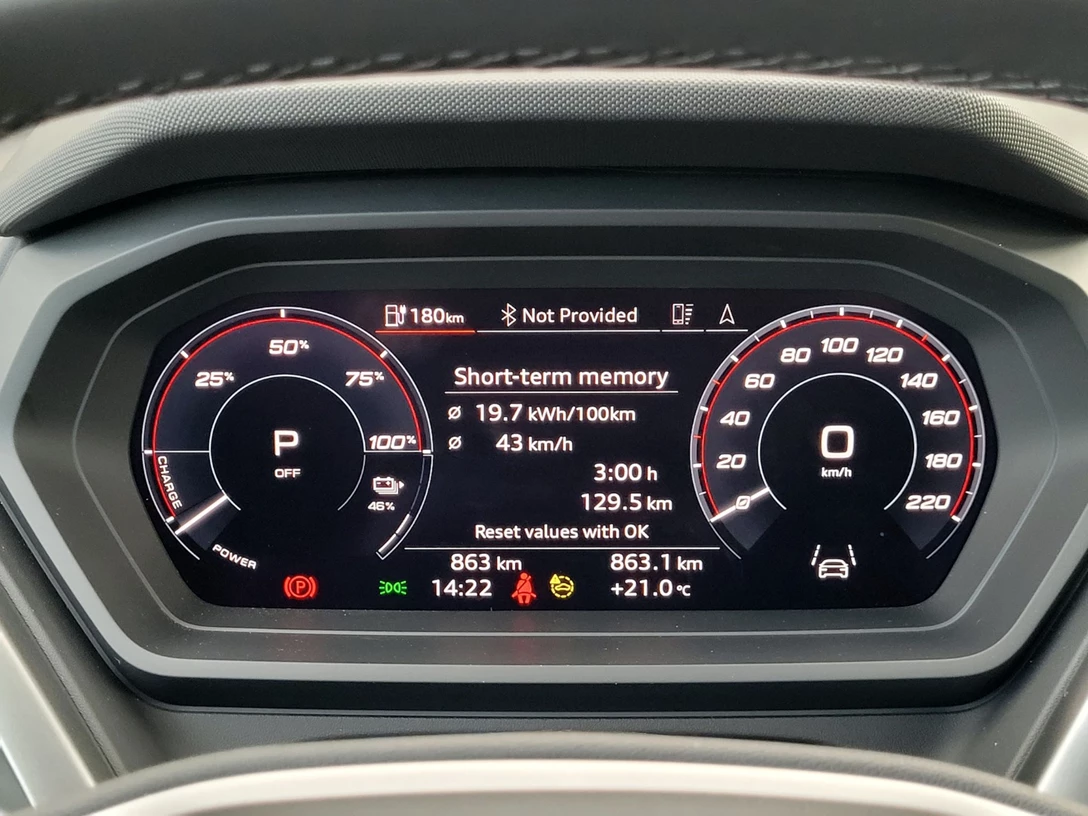 180km Not Provided
50%
25% 75%
100%
CHARGE
POWER
P
OFF
46%
Short-term memory
ø 19.7 kWh/100km
ø 43 km/h
3:00 h
129.5 km
Reset values with OK
863 km 863.1 km
14:22 +21.0 °C
P
0 20 40 60 80 100 120 140 160 180 220
0
km/h